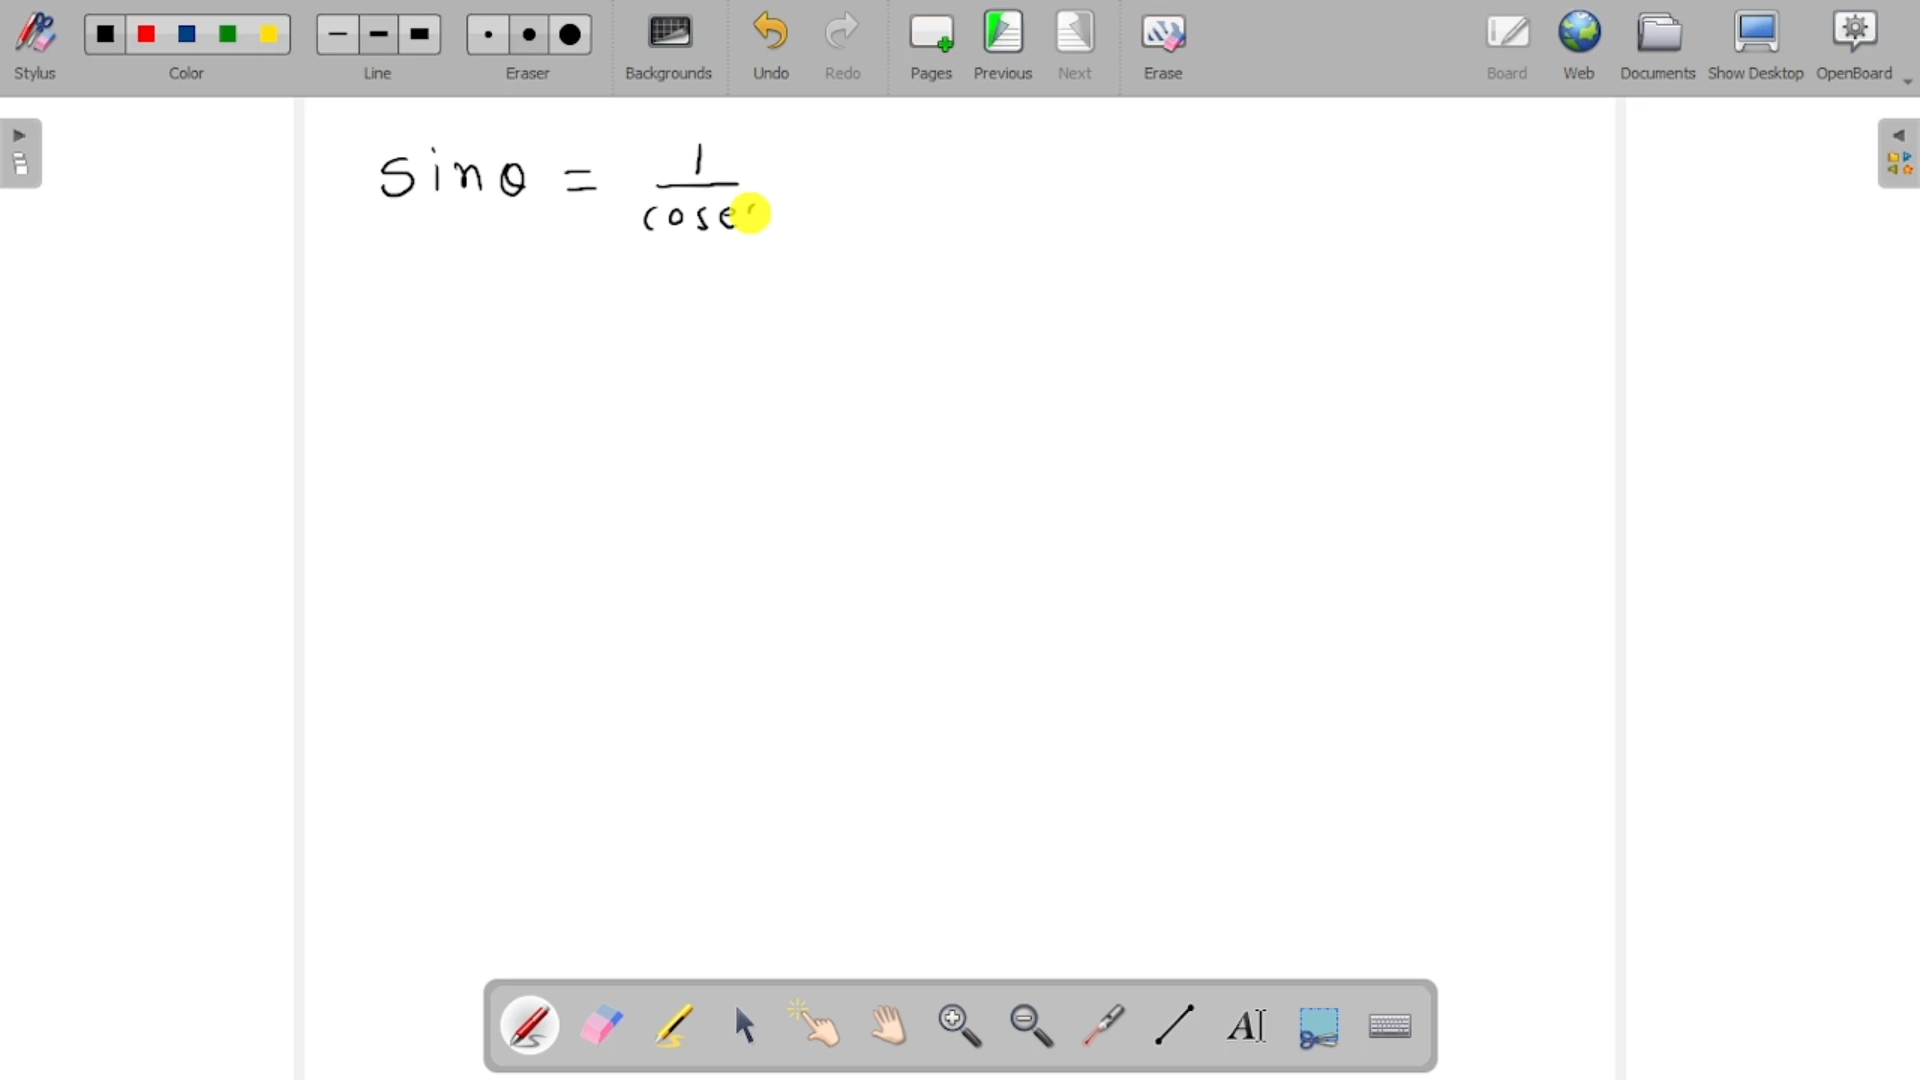 Stylus
Color
Line
Eraser
Backgrounds
Undo
Redo
Pages
Previous
Next
Erase
Board
Web
Documents
Show Desktop
OpenBoard
sinθ = 1/cose
AI